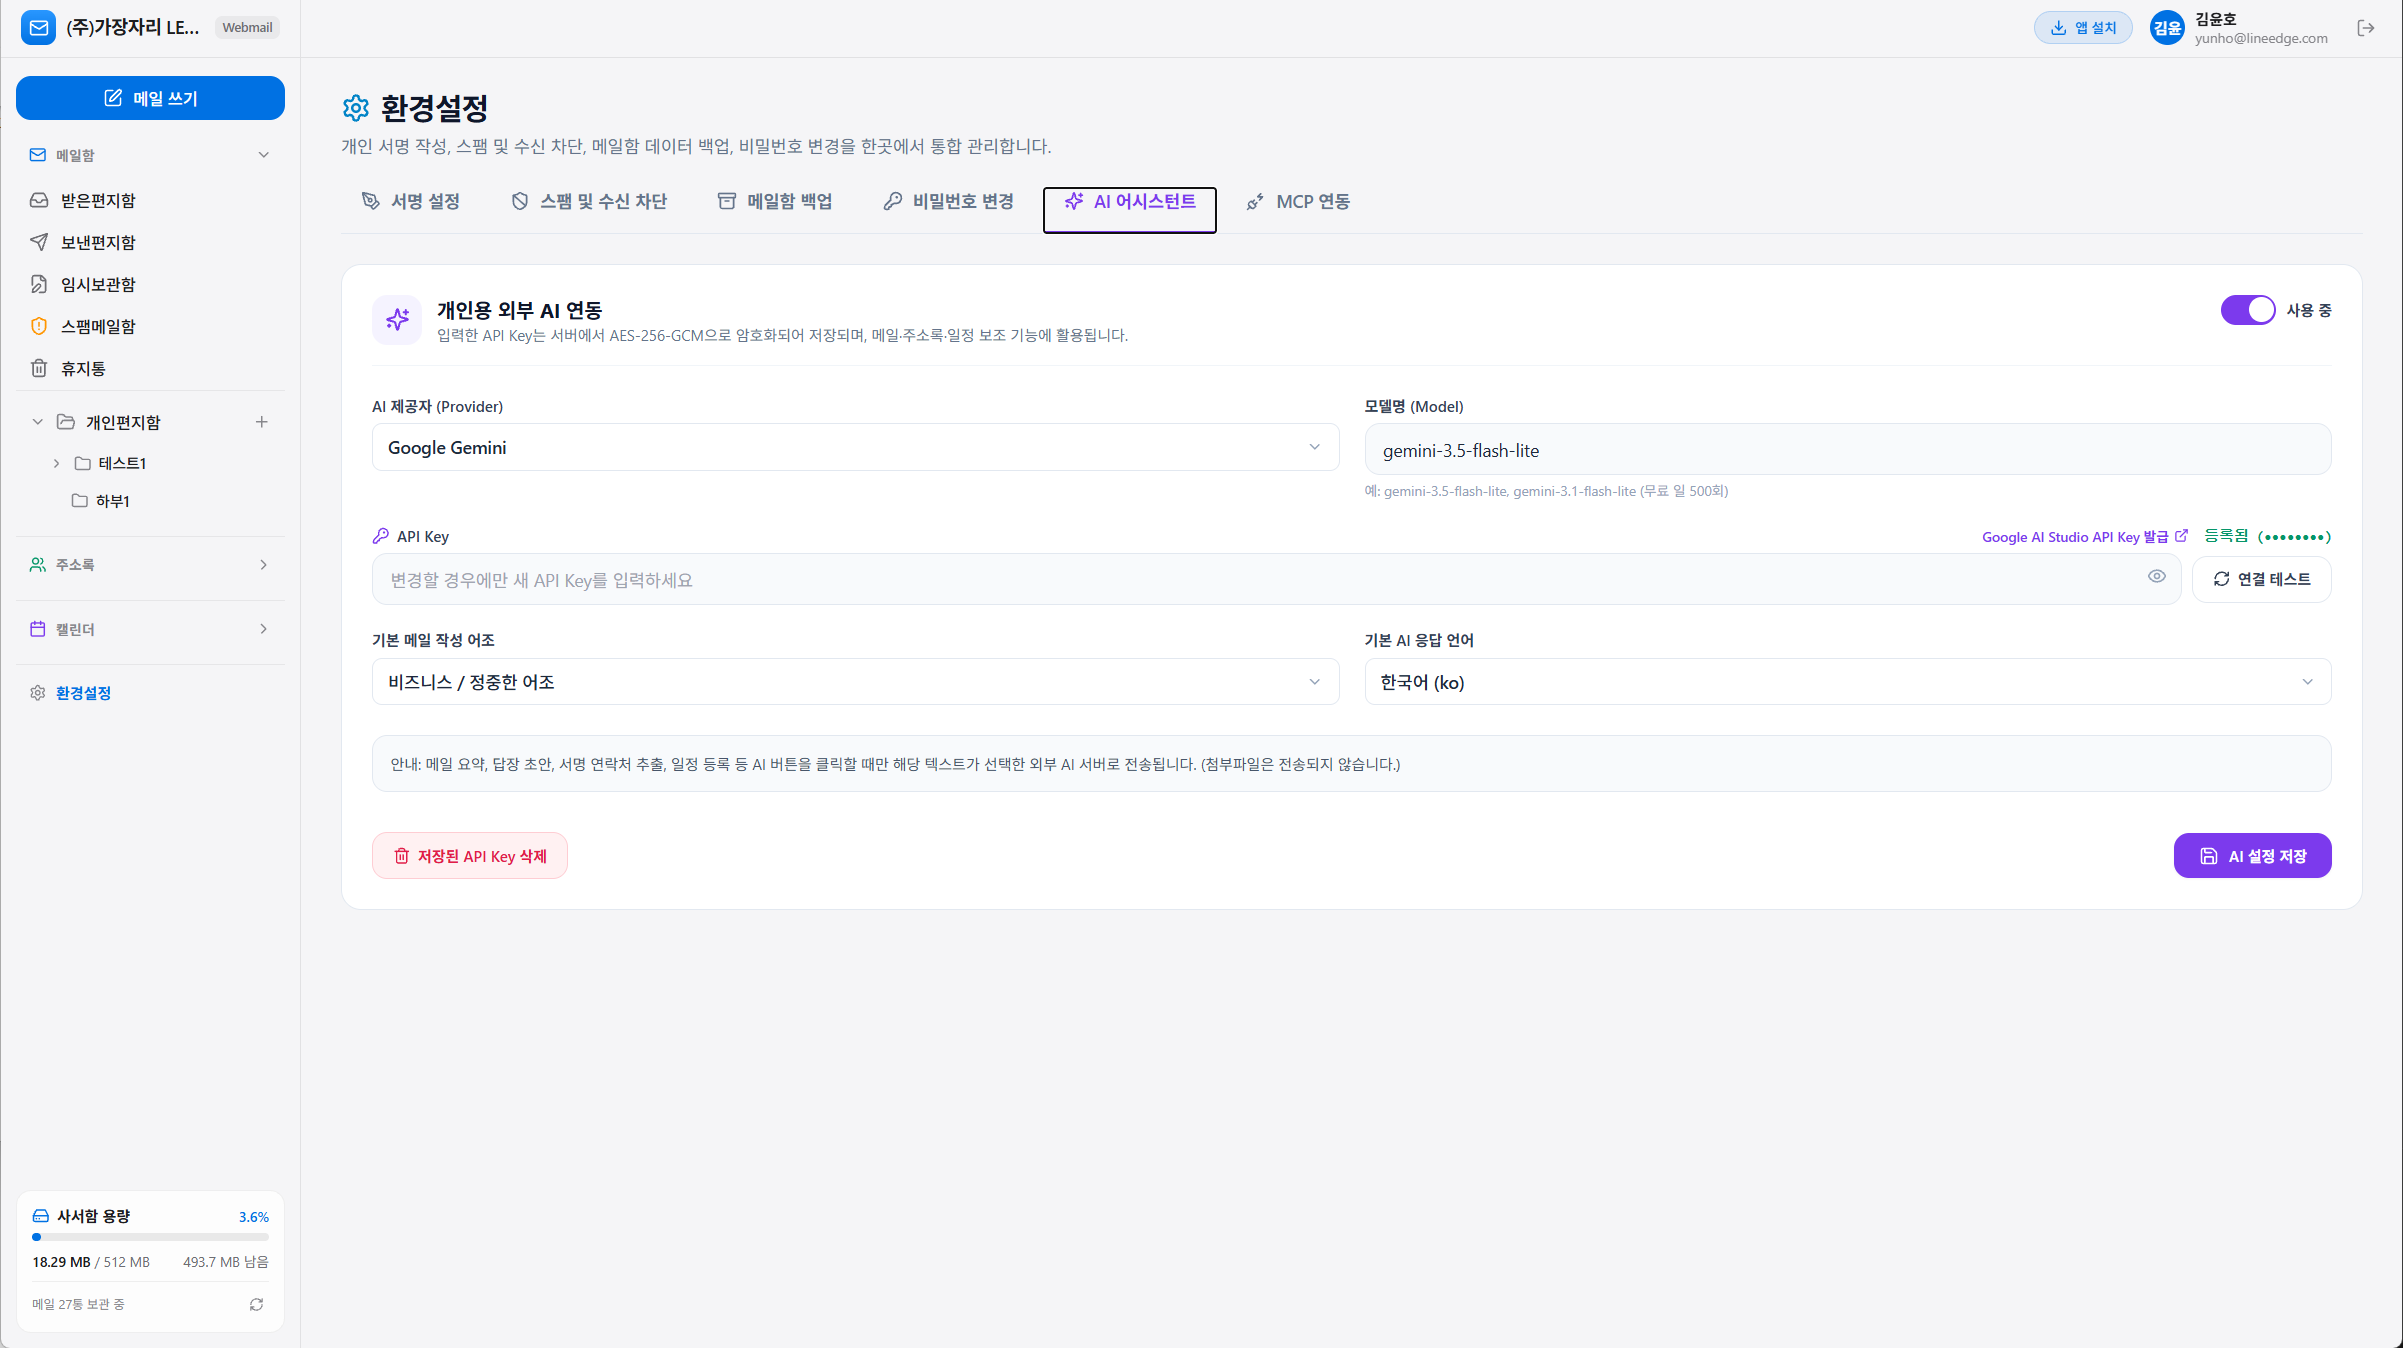 (주)가장자리 LE...
Webmail
앱 설치
김윤
김윤호
yunho@lineedge.com
메일 쓰기
메일함
받은편지함
보낸편지함
임시보관함
스팸메일함
휴지통
개인편지함
테스트1
하부1
주소록
캘린더
환경설정
사서함 용량
3.6%
18.29 MB / 512 MB
493.7 MB 남음
메일 27통 보관 중
환경설정
개인 서명 작성, 스팸 및 수신 차단, 메일함 데이터 백업, 비밀번호 변경을 한곳에서 통합 관리합니다.
서명 설정
스팸 및 수신 차단
메일함 백업
비밀번호 변경
AI 어시스턴트
MCP 연동
개인용 외부 AI 연동
입력한 API Key는 서버에서 AES-256-GCM으로 암호화되어 저장되며, 메일·주소록·일정 보조 기능에 활용됩니다.
사용 중
AI 제공자 (Provider)
Google Gemini
모델명 (Model)
gemini-3.5-flash-lite
예: gemini-3.5-flash-lite, gemini-3.1-flash-lite (무료 일 500회)
API Key
Google AI Studio API Key 발급
등록됨 (••••••••)
변경할 경우에만 새 API Key를 입력하세요
연결 테스트
기본 메일 작성 어조
비즈니스 / 정중한 어조
기본 AI 응답 언어
한국어 (ko)
안내: 메일 요약, 답장 초안, 서명 연락처 추출, 일정 등록 등 AI 버튼을 클릭할 때만 해당 텍스트가 선택한 외부 AI 서버로 전송됩니다. (첨부파일은 전송되지 않습니다.)
저장된 API Key 삭제
AI 설정 저장